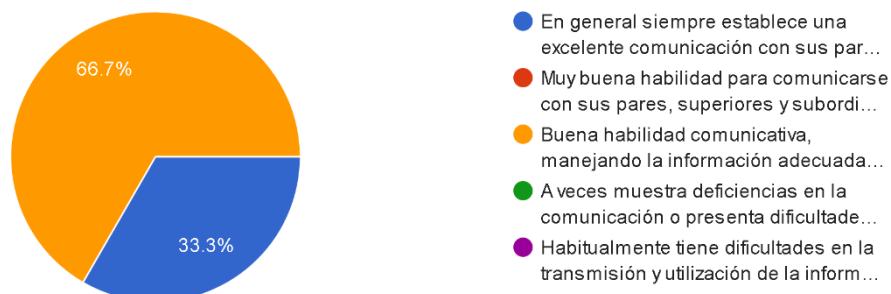 66.7%
33.3%
En general siempre establece una
excelente comunicación con sus par...
Muy buena habilidad para comunicarse
con sus pares, superiores y subordi...
Buena habilidad comunicativa,
manejando la información adecuada...
A veces muestra deficiencias en la
comunicación o presenta dificultade...
Habitualmente tiene dificultades en la
transmisión y utilización de la inform...